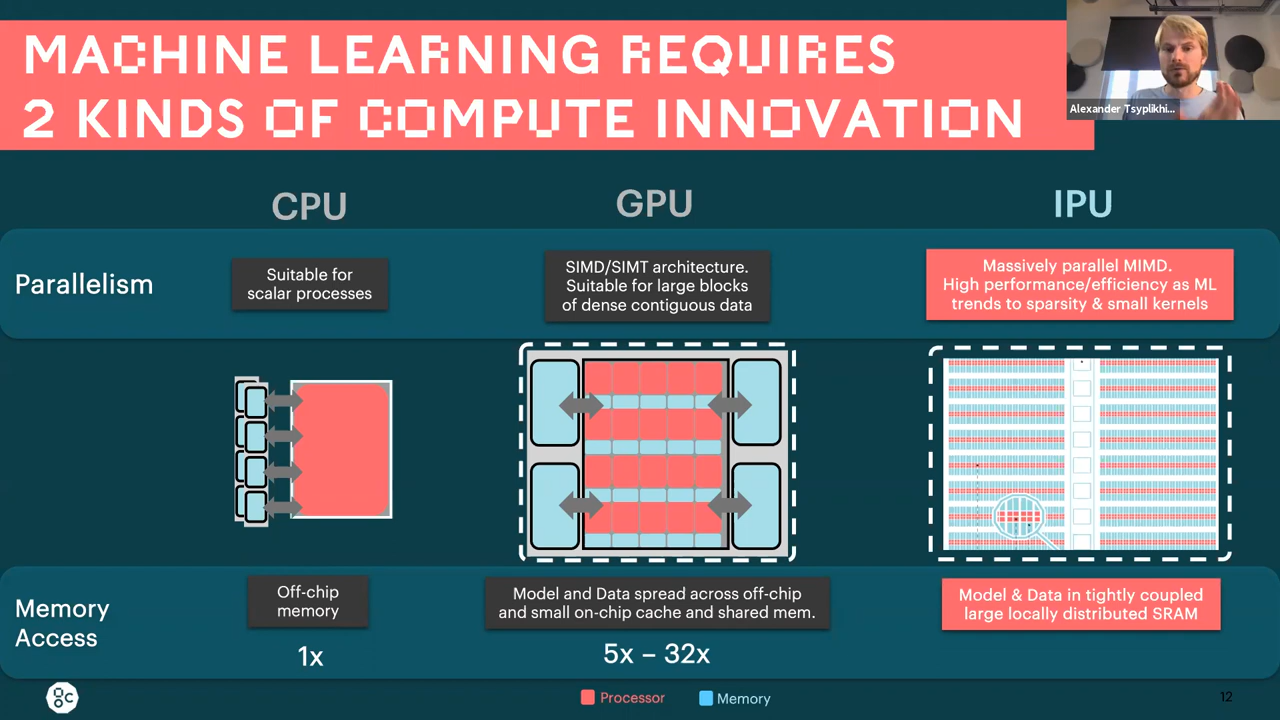 MACHINE LEARNING REQUIRES
2 KINDS OF COMPUTE INNOVATION
Alexander Tsyplikhi...
CPU
GPU
IPU
Parallelism
Suitable for
scalar processes
SIMD/SIMT architecture.
Suitable for large blocks
of dense contiguous data
Massively parallel MIMD.
High performance/efficiency as ML
trends to sparsity & small kernels
Memory
Access
Off-chip
memory
1x
Model and Data spread across off-chip
and small on-chip cache and shared mem.
5x – 32x
Model & Data in tightly coupled
large locally distributed SRAM
gc
Processor
Memory
12